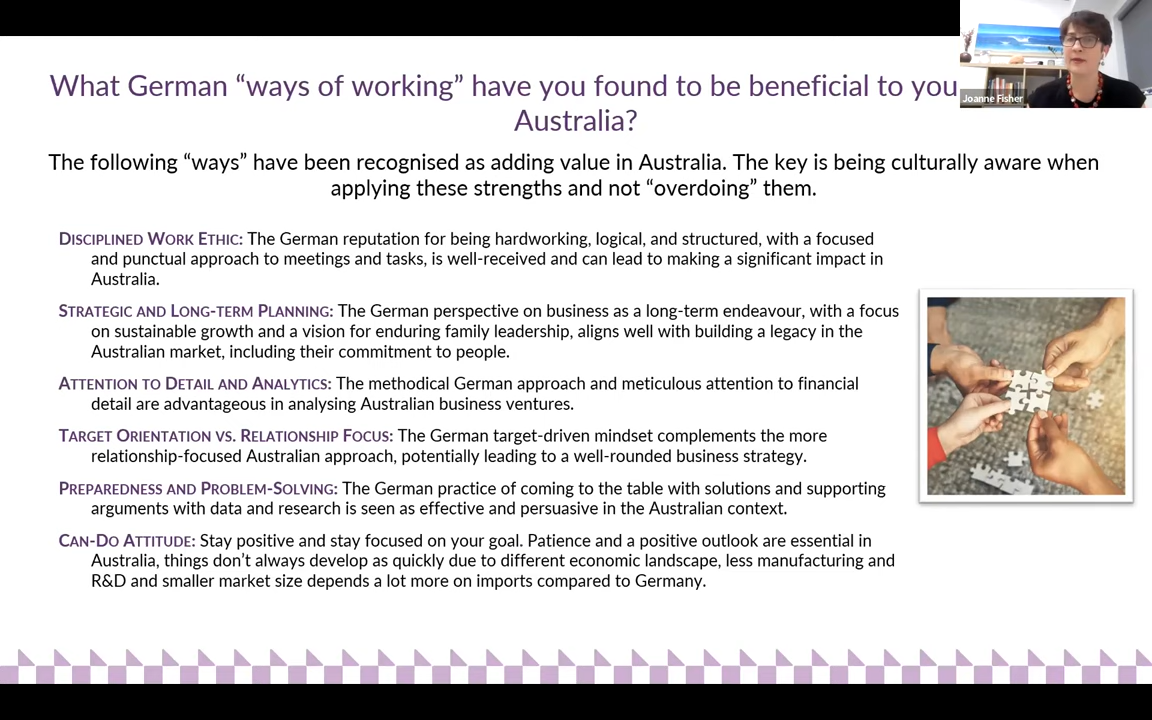 What German “ways of working” have you found to be beneficial to you
Australia?
Joanne Fisher
The following “ways” have been recognised as adding value in Australia. The key is being culturally aware when
applying these strengths and not “overdoing” them.
Disciplined Work Ethic: The German reputation for being hardworking, logical, and structured, with a focused
and punctual approach to meetings and tasks, is well-received and can lead to making a significant impact in
Australia.
Strategic and Long-term Planning: The German perspective on business as a long-term endeavour, with a focus
on sustainable growth and a vision for enduring family leadership, aligns well with building a legacy in the
Australian market, including their commitment to people.
Attention to Detail and Analytics: The methodical German approach and meticulous attention to financial
detail are advantageous in analysing Australian business ventures.
Target Orientation vs. Relationship Focus: The German target-driven mindset complements the more
relationship-focused Australian approach, potentially leading to a well-rounded business strategy.
Preparedness and Problem-Solving: The German practice of coming to the table with solutions and supporting
arguments with data and research is seen as effective and persuasive in the Australian context.
Can-Do Attitude: Stay positive and stay focused on your goal. Patience and a positive outlook are essential in
Australia, things don’t always develop as quickly due to different economic landscape, less manufacturing and
R&D and smaller market size depends a lot more on imports compared to Germany.